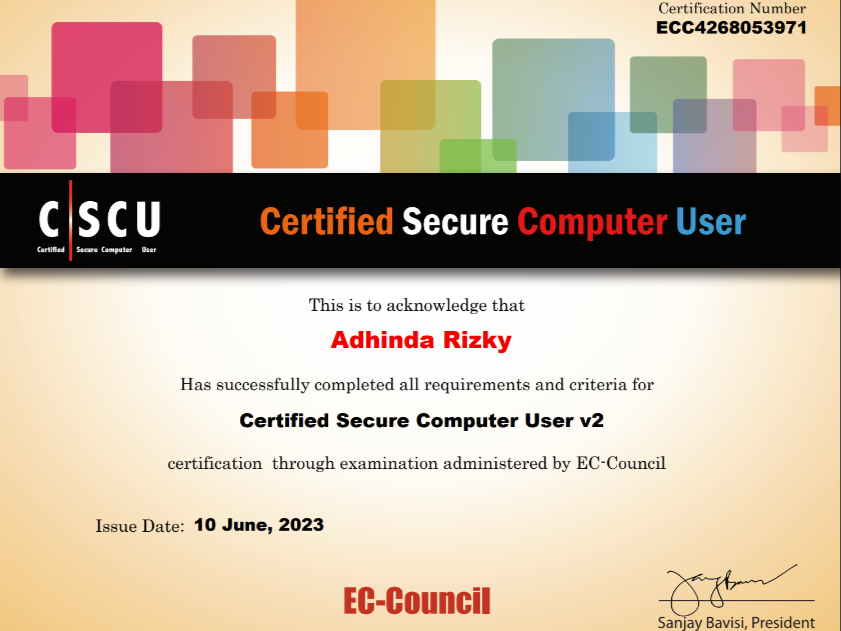 Certification Number
ECC4268053971
CSCU
Certified Secure Computer User
Certified Secure Computer User
This is to acknowledge that
Adhinda Rizky
Has successfully completed all requirements and criteria for
Certified Secure Computer User v2
certification through examination administered by EC-Council
Issue Date: 10 June, 2023
EC-Council
Sanjay Bavisi, President